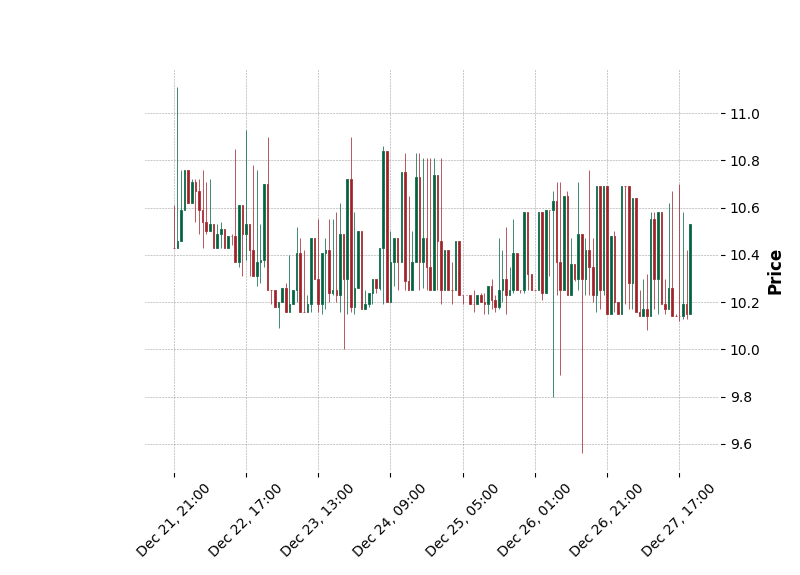 11.0
10.8
10.6
10.4
10.2
10.0
9.8
9.6
Price
Dec 21, 21:00
Dec 22, 17:00
Dec 23, 13:00
Dec 24, 09:00
Dec 25, 05:00
Dec 26, 01:00
Dec 26, 21:00
Dec 27, 17:00